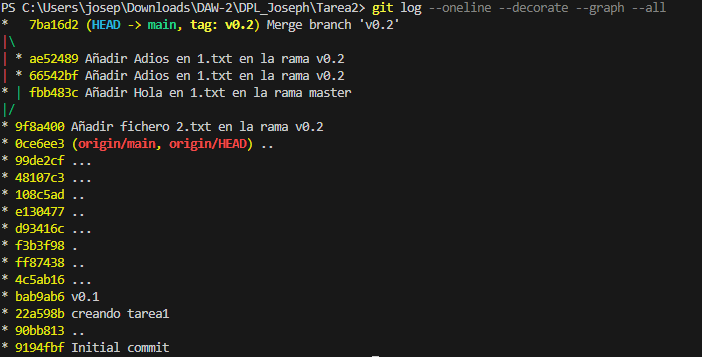 PS C:\Users\josep\Downloads\DAW-2\DPL_Joseph\Tarea2> git log --oneline --decorate --graph --all
*   7ba16d2 (HEAD -> main, tag: v0.2) Merge branch 'v0.2'
|\
| * ae52489 Añadir Adios en 1.txt en la rama v0.2
| * 66542bf Añadir Adios en 1.txt en la rama v0.2
* | fbb483c Añadir Hola en 1.txt en la rama master
|/
* 9f8a400 Añadir fichero 2.txt en la rama v0.2
* 0ce6ee3 (origin/main, origin/HEAD) ..
* 99de2cf ...
* 48107c3 ...
* 108c5ad ..
* e130477 ..
* d93416c ...
* f3b3f98 .
* ff87438 ..
* 4c5ab16 ...
* bab9ab6 v0.1
* 22a598b creando tarea1
* 90bb813 ..
* 9194fbf Initial commit